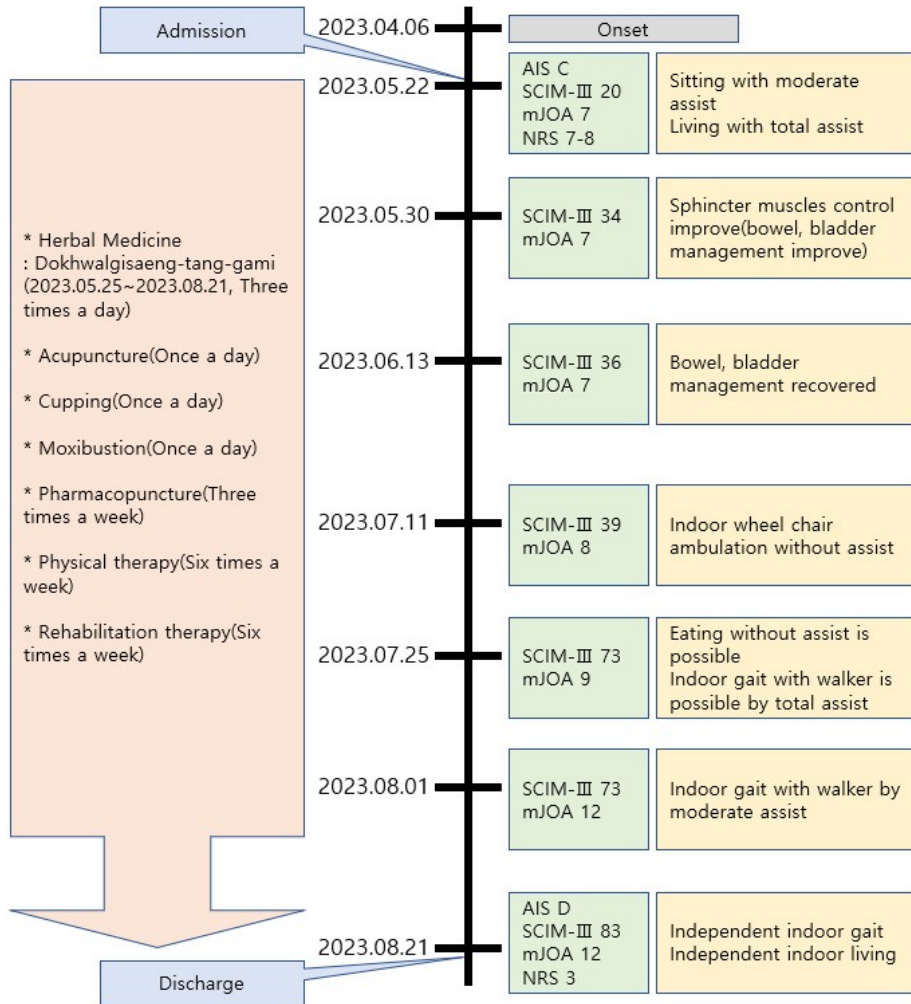 Admission
2023.04.06
Onset
2023.05.22
AIS C
SCIM-Ⅲ 20
mJOA 7
NRS 7-8
Sitting with moderate
assist
Living with total assist
2023.05.30
SCIM-Ⅲ 34
mJOA 7
Sphincter muscles control
improve(bowel, bladder
management improve)
* Herbal Medicine
: Dokhwalgisaeng-tang-gami
(2023.05.25~2023.08.21, Three
times a day)
* Acupuncture(Once a day)
* Cupping(Once a day)
* Moxibustion(Once a day)
* Pharmacopuncture(Three
times a week)
* Physical therapy(Six times a
week)
* Rehabilitation therapy(Six
times a week)
2023.06.13
SCIM-Ⅲ 36
mJOA 7
Bowel, bladder
management recovered
2023.07.11
SCIM-Ⅲ 39
mJOA 8
Indoor wheel chair
ambulation without assist
2023.07.25
SCIM-Ⅲ 73
mJOA 9
Eating without assist is
possible
Indoor gait with walker is
possible by total assist
2023.08.01
SCIM-Ⅲ 73
mJOA 12
Indoor gait with walker by
moderate assist
2023.08.21
AIS D
SCIM-Ⅲ 83
mJOA 12
NRS 3
Independent indoor gait
Independent indoor living
Discharge